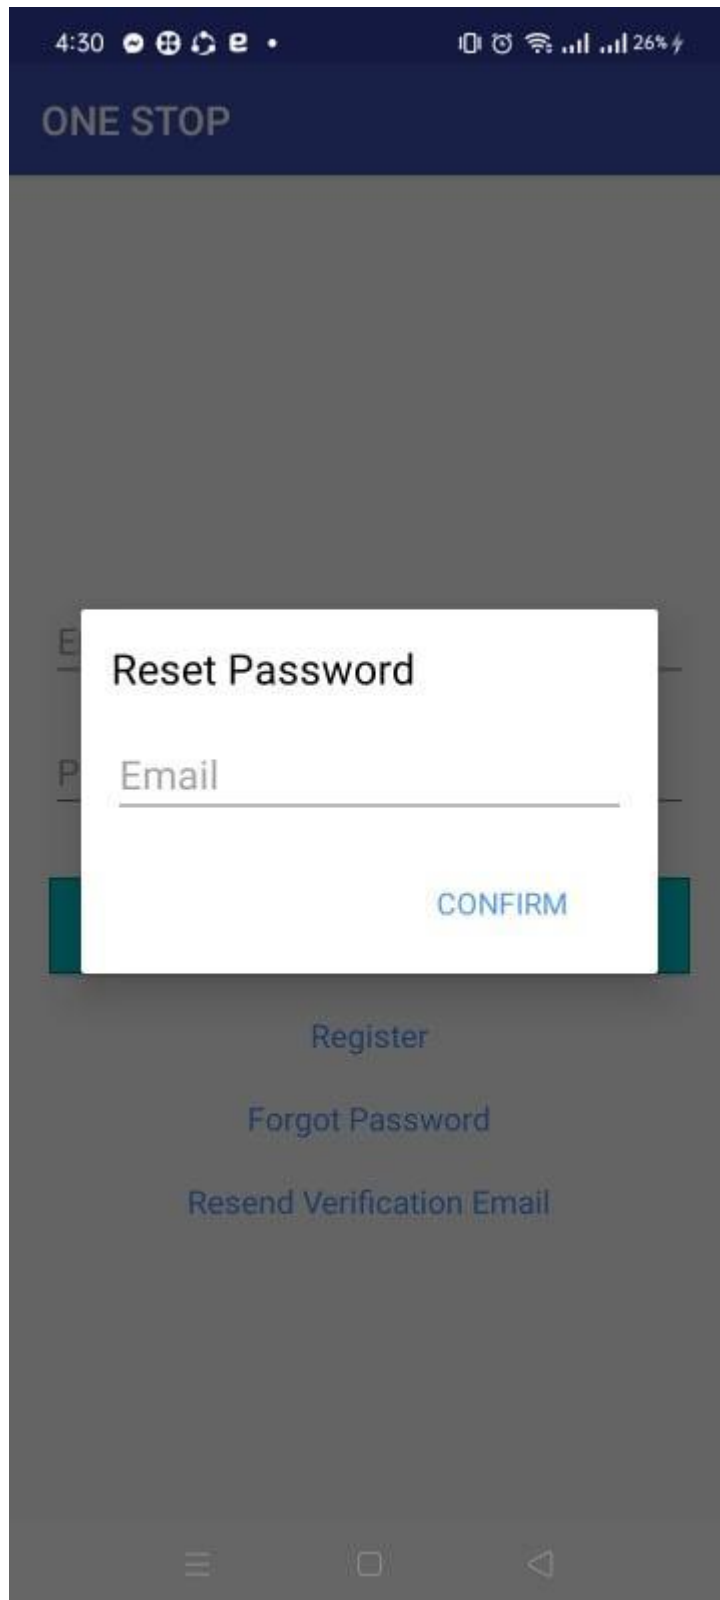 4:30
26%
ONE STOP
E
Reset Password
P
Email
CONFIRM
Register
Forgot Password
Resend Verification Email